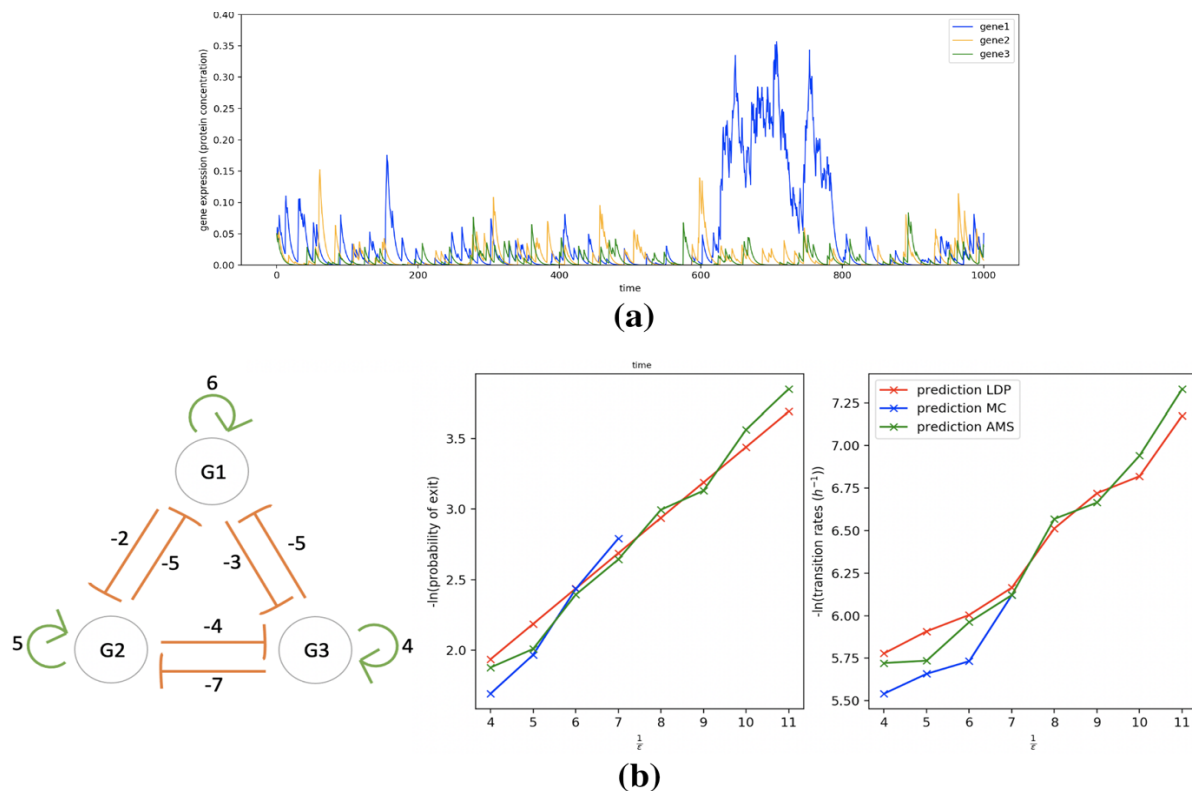 0.40
0.35
0.30
0.25
0.20
0.15
0.10
0.05
0.00
gene expression (protein concentration)
gene1
gene2
gene3
0 200 400 600 800 1000
time
(a)
6
G1
-2
-5
-3
-5
5
G2
-4
-7
G3
4
time
-ln(probability of exit)
3.5
3.0
2.5
2.0
4 5 6 7 8 9 10 11
1/ε
-ln(transition rates (h⁻¹))
prediction LDP
prediction MC
prediction AMS
7.25
7.00
6.75
6.50
6.25
6.00
5.75
5.50
4 5 6 7 8 9 10 11
1/ε
(b)